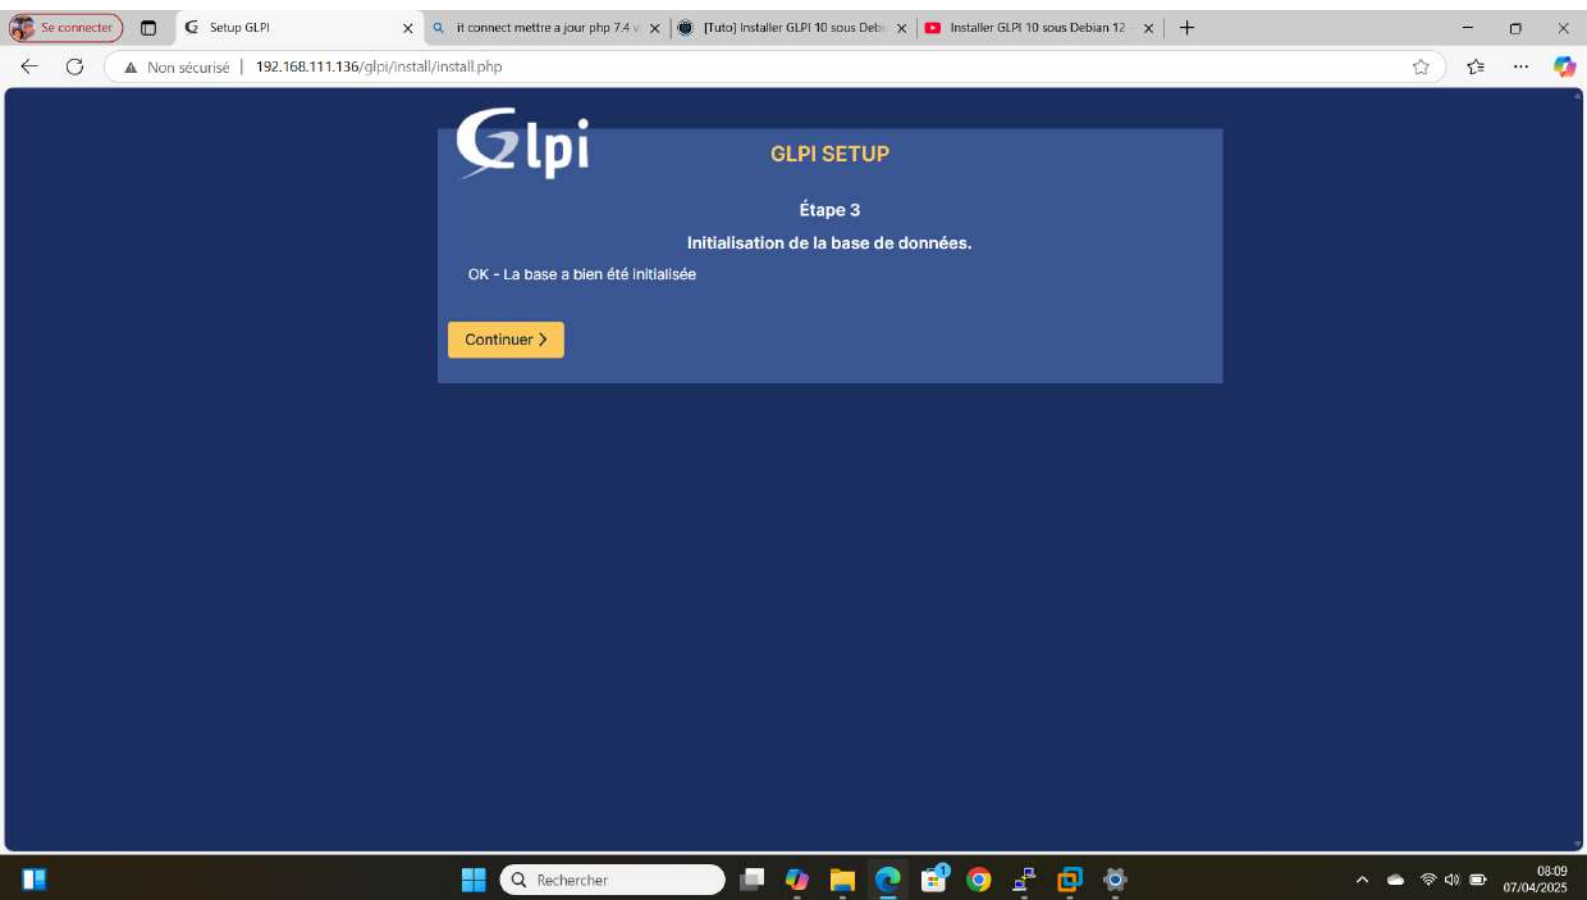 Se connecter
Setup GLPI
it connect mettre a jour php 7.4 v
[Tuto] Installer GLPI 10 sous Deb
Installer GLPI 10 sous Debian 12
Non sécurisé
192.168.111.136/glpi/install/install.php
Glpi
GLPI SETUP
Étape 3
Initialisation de la base de données.
OK - La base a bien été initialisée
Continuer >
Rechercher
08:09
07/04/2025